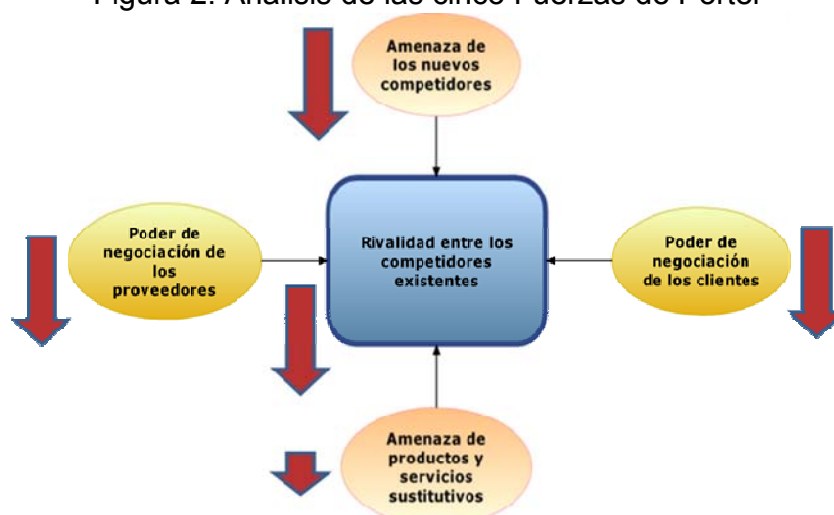 Figura 2. Análisis de las cinco Fuerzas de Porter
Amenaza de
los nuevos
competidores
Poder de
negociación de
los
proveedores
Rivalidad entre los
competidores
existentes
Poder de
negociación
de los clientes
Amenaza de
productos y
servicios
sustitutivos